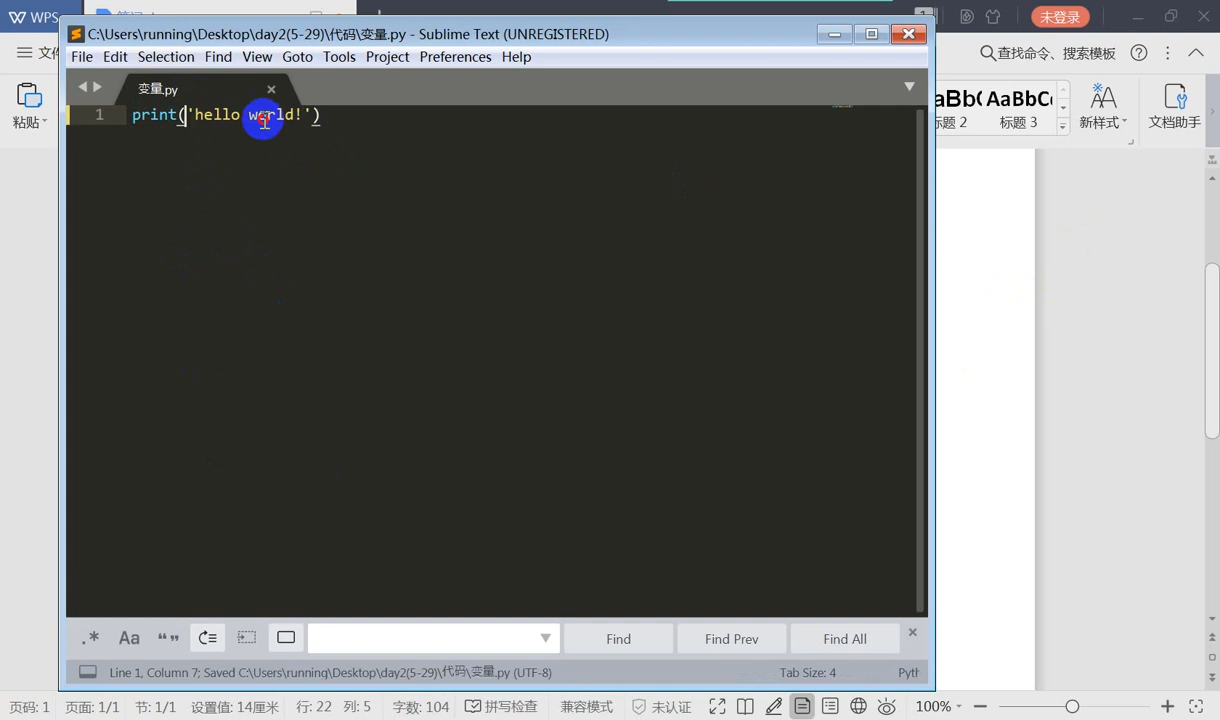 WPS
未登录
C:\Users\running\Desktop\day2(5-29)\代码\变量.py - Sublime Text (UNREGISTERED)
File Edit Selection Find View Goto Tools Project Preferences Help
查找命令、搜索模板
粘贴
变量.py
AaBbC
标题 3
新样式
文档助手
1 print('hello world!')
.* Aa “” Find Find Prev Find All
Line 1, Column 7; Saved C:\Users\running\Desktop\day2(5-29)\代码\变量.py (UTF-8) Tab Size: 4
页码: 1 页面: 1/1 节: 1/1 设置值: 14厘米 行: 22 列: 5 字数: 104 拼写检查 兼容模式 未认证 100%